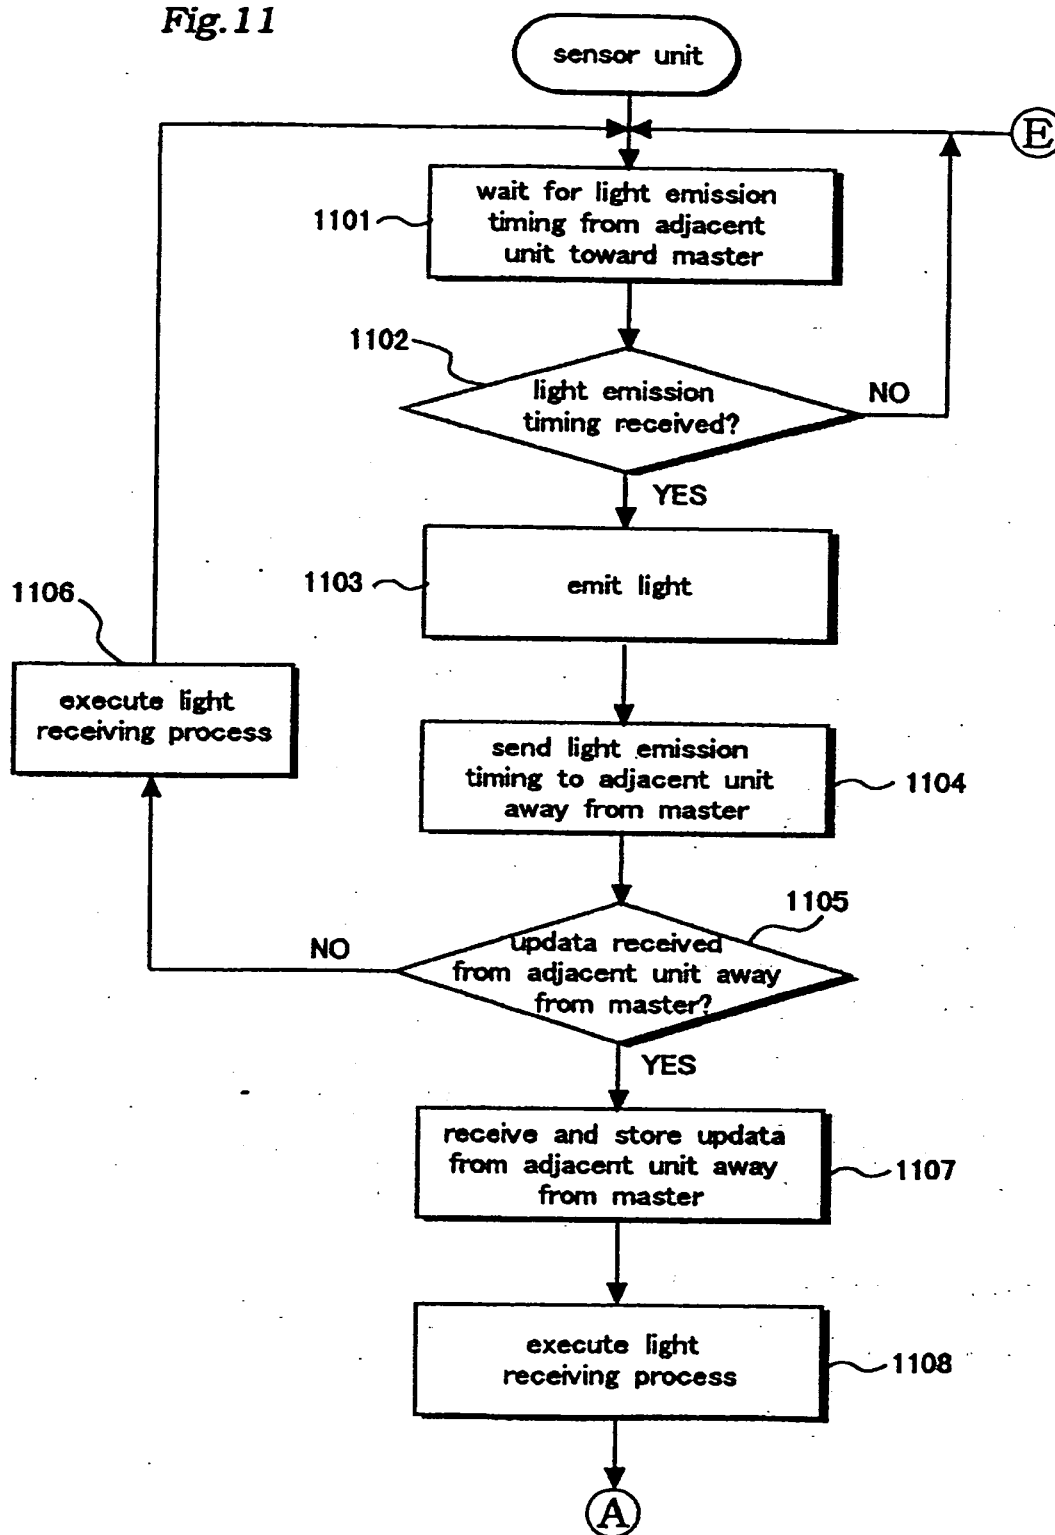 Fig.11
sensor unit
E
wait for light emission
timing from adjacent
unit toward master
1101
1102
light emission
timing received?
NO
YES
1103
emit light
1106
execute light
receiving process
send light emission
timing to adjacent unit
away from master
1104
1105
updata received
from adjacent unit away
from master?
NO
YES
receive and store updata
from adjacent unit away
from master
1107
execute light
receiving process
1108
A